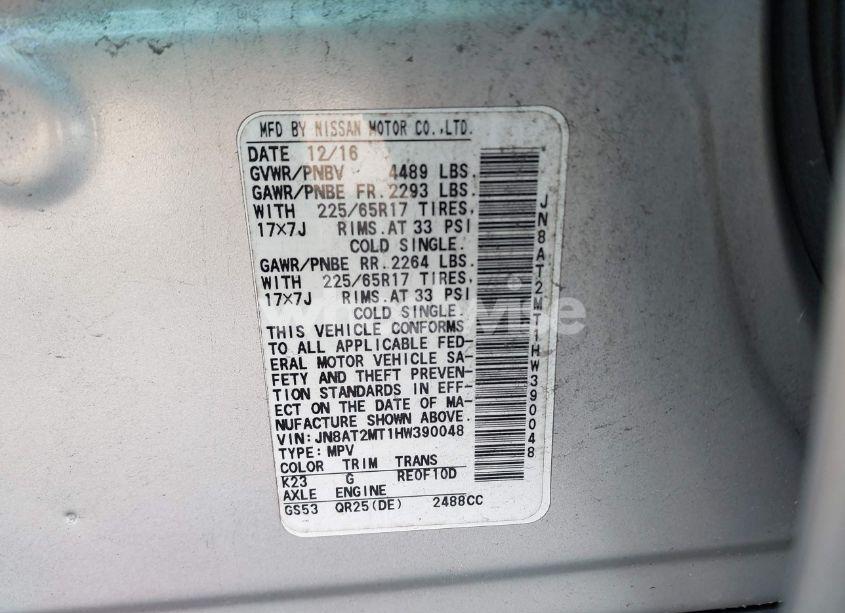 MFD BY NISSAN MOTOR CO.,LTD.
DATE 12/16
GVWR/PNBV 4489 LBS.
GAWR/PNBE FR. 2293 LBS.
WITH 225/65R17 TIRES,
17×7J RIMS. AT 33 PSI
COLD SINGLE.
GAWR/PNBE RR. 2264 LBS.
WITH 225/65R17 TIRES,
17×7J RIMS. AT 33 PSI
COLD SINGLE.
THIS VEHICLE CONFORMS
TO ALL APPLICABLE FED-
ERAL MOTOR VEHICLE SA-
FETY AND THEFT PREVEN-
TION STANDARDS IN EFF-
ECT ON THE DATE OF MA-
NUFACTURE SHOWN ABOVE.
VIN: JN8AT2MT1HW390048
TYPE: MPV
COLOR TRIM TRANS
K23 G RE0F10D
AXLE ENGINE
GS53 QR25(DE) 2488CC
JN8AT2MT1HW390048